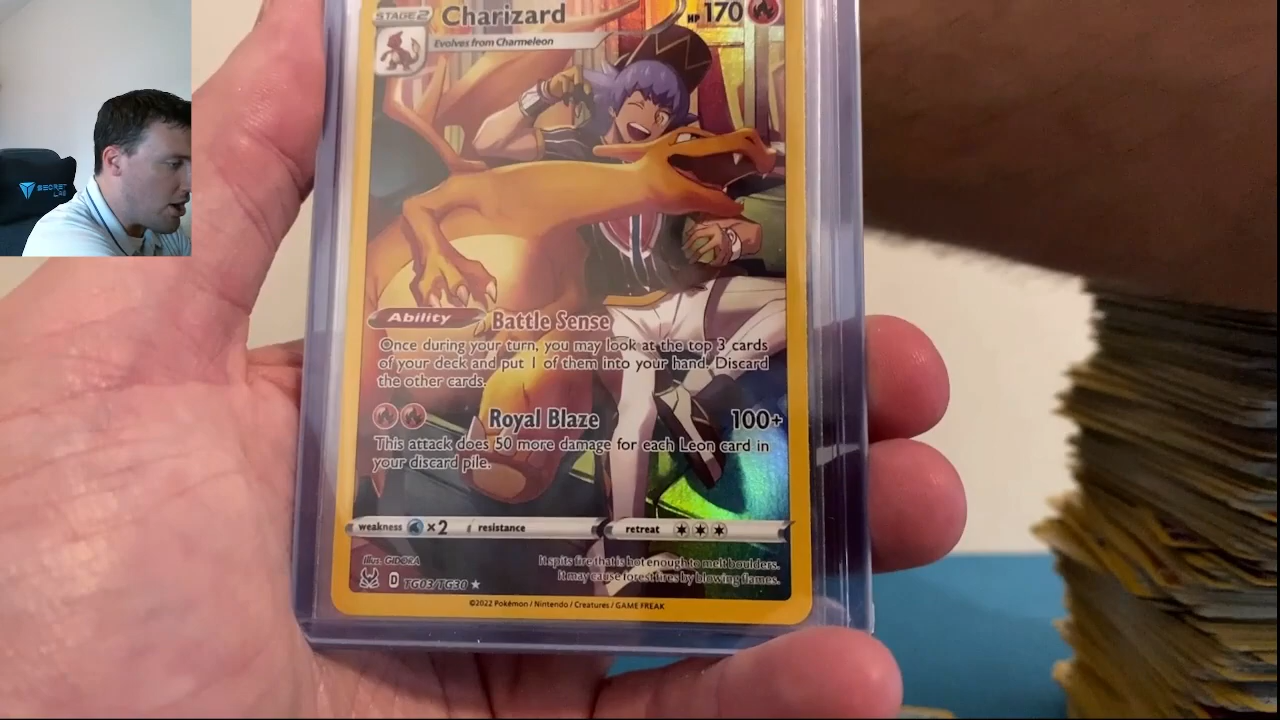 STAGE 2 Charizard HP 170
Evolves from Charmeleon
SECRET
LAB
Ability Battle Sense
Once during your turn, you may look at the top 3 cards
of your deck and put 1 of them into your hand. Discard
the other cards.
Royal Blaze 100+
This attack does 50 more damage for each Leon card in
your discard pile.
weakness ×2 resistance retreat
illus. GIDORA
It spits fire that is hot enough to melt boulders.
It may cause forest fires by blowing flames.
D TG03/TG30 ★
©2022 Pokémon / Nintendo / Creatures / GAME FREAK